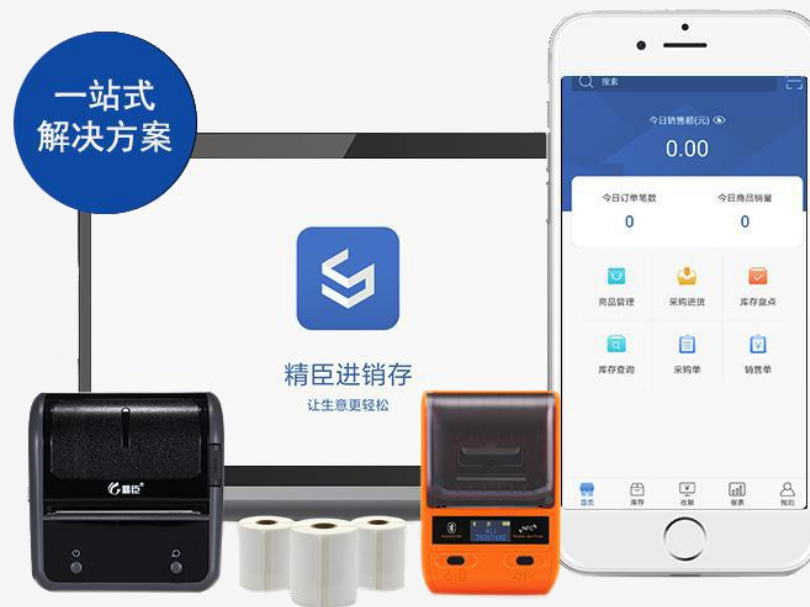 一站式
解决方案
精臣进销存
让生意更轻松
搜索
今日销售额(元)
0.00
今日订单笔数
今日商品销量
0
0
商品管理
采购进货
库存盘点
库存查询
采购单
销售单
首页
库存
收银
报表
我的
精臣®
NFC